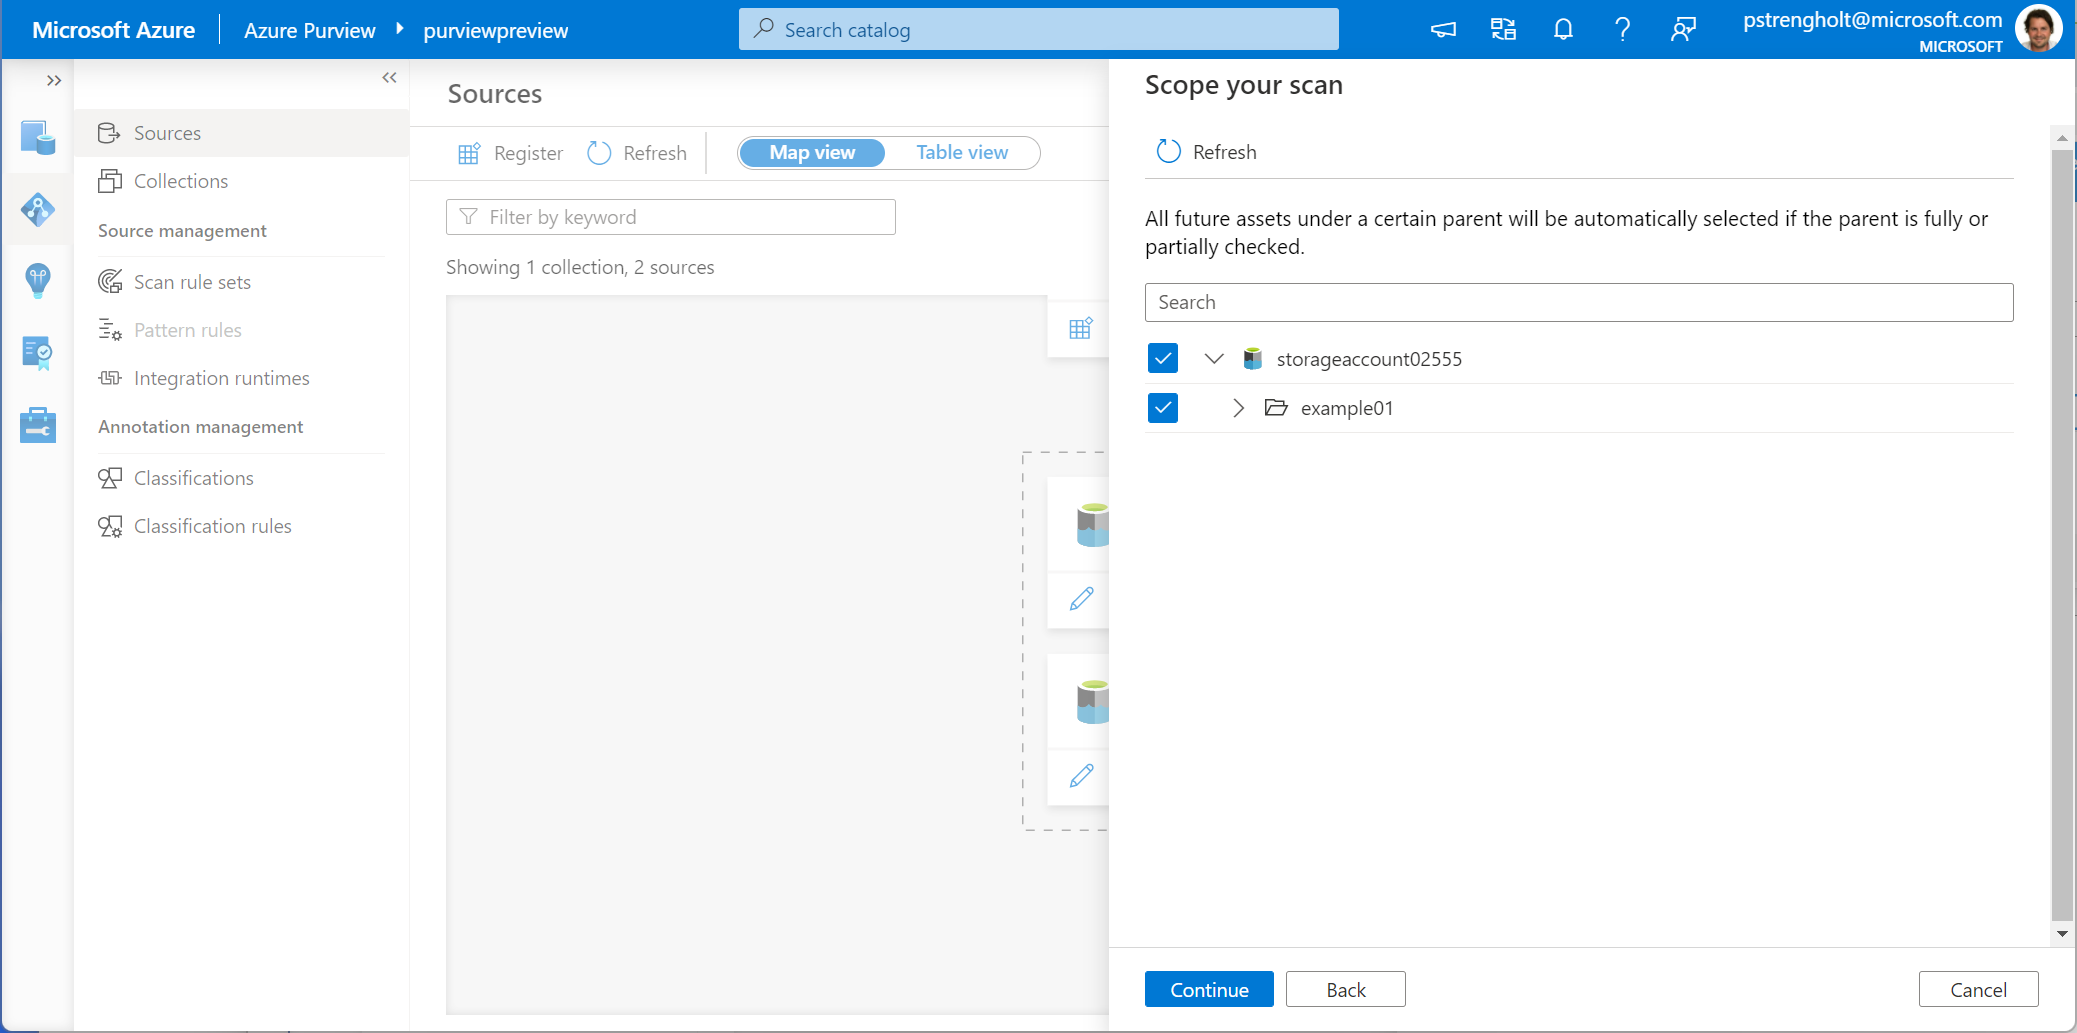 Microsoft Azure
Azure Purview
purviewpreview
Search catalog
pstrengholt@microsoft.com
MICROSOFT
Sources
Collections
Source management
Scan rule sets
Pattern rules
Integration runtimes
Annotation management
Classifications
Classification rules
Sources
Register
Refresh
Map view
Table view
Filter by keyword
Showing 1 collection, 2 sources
Scope your scan
Refresh
All future assets under a certain parent will be automatically selected if the parent is fully or
partially checked.
Search
storageaccount02555
example01
Continue
Back
Cancel